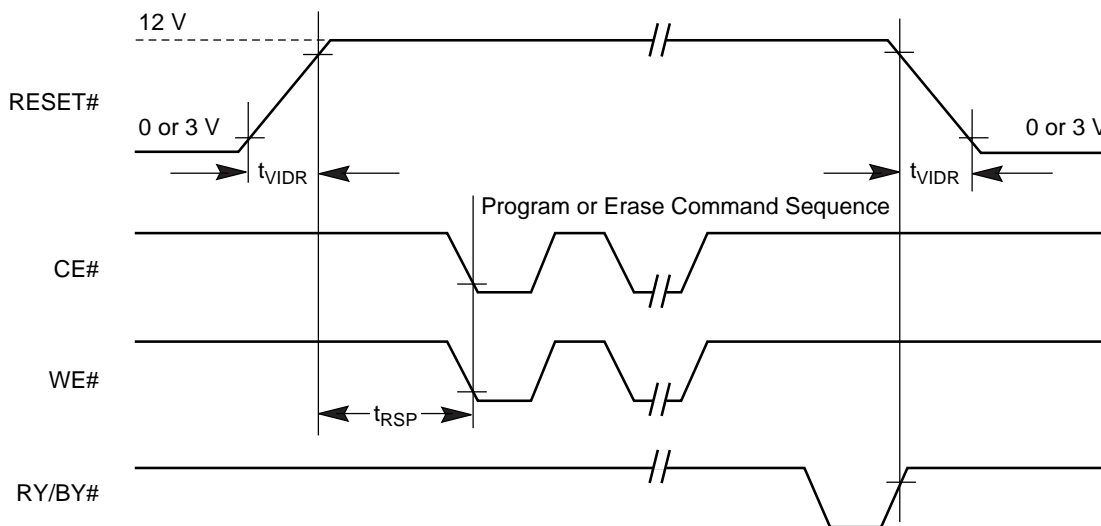 12 V
RESET#
0 or 3 V
0 or 3 V
tVIDR
tVIDR
Program or Erase Command Sequence
CE#
WE#
tRSP
RY/BY#